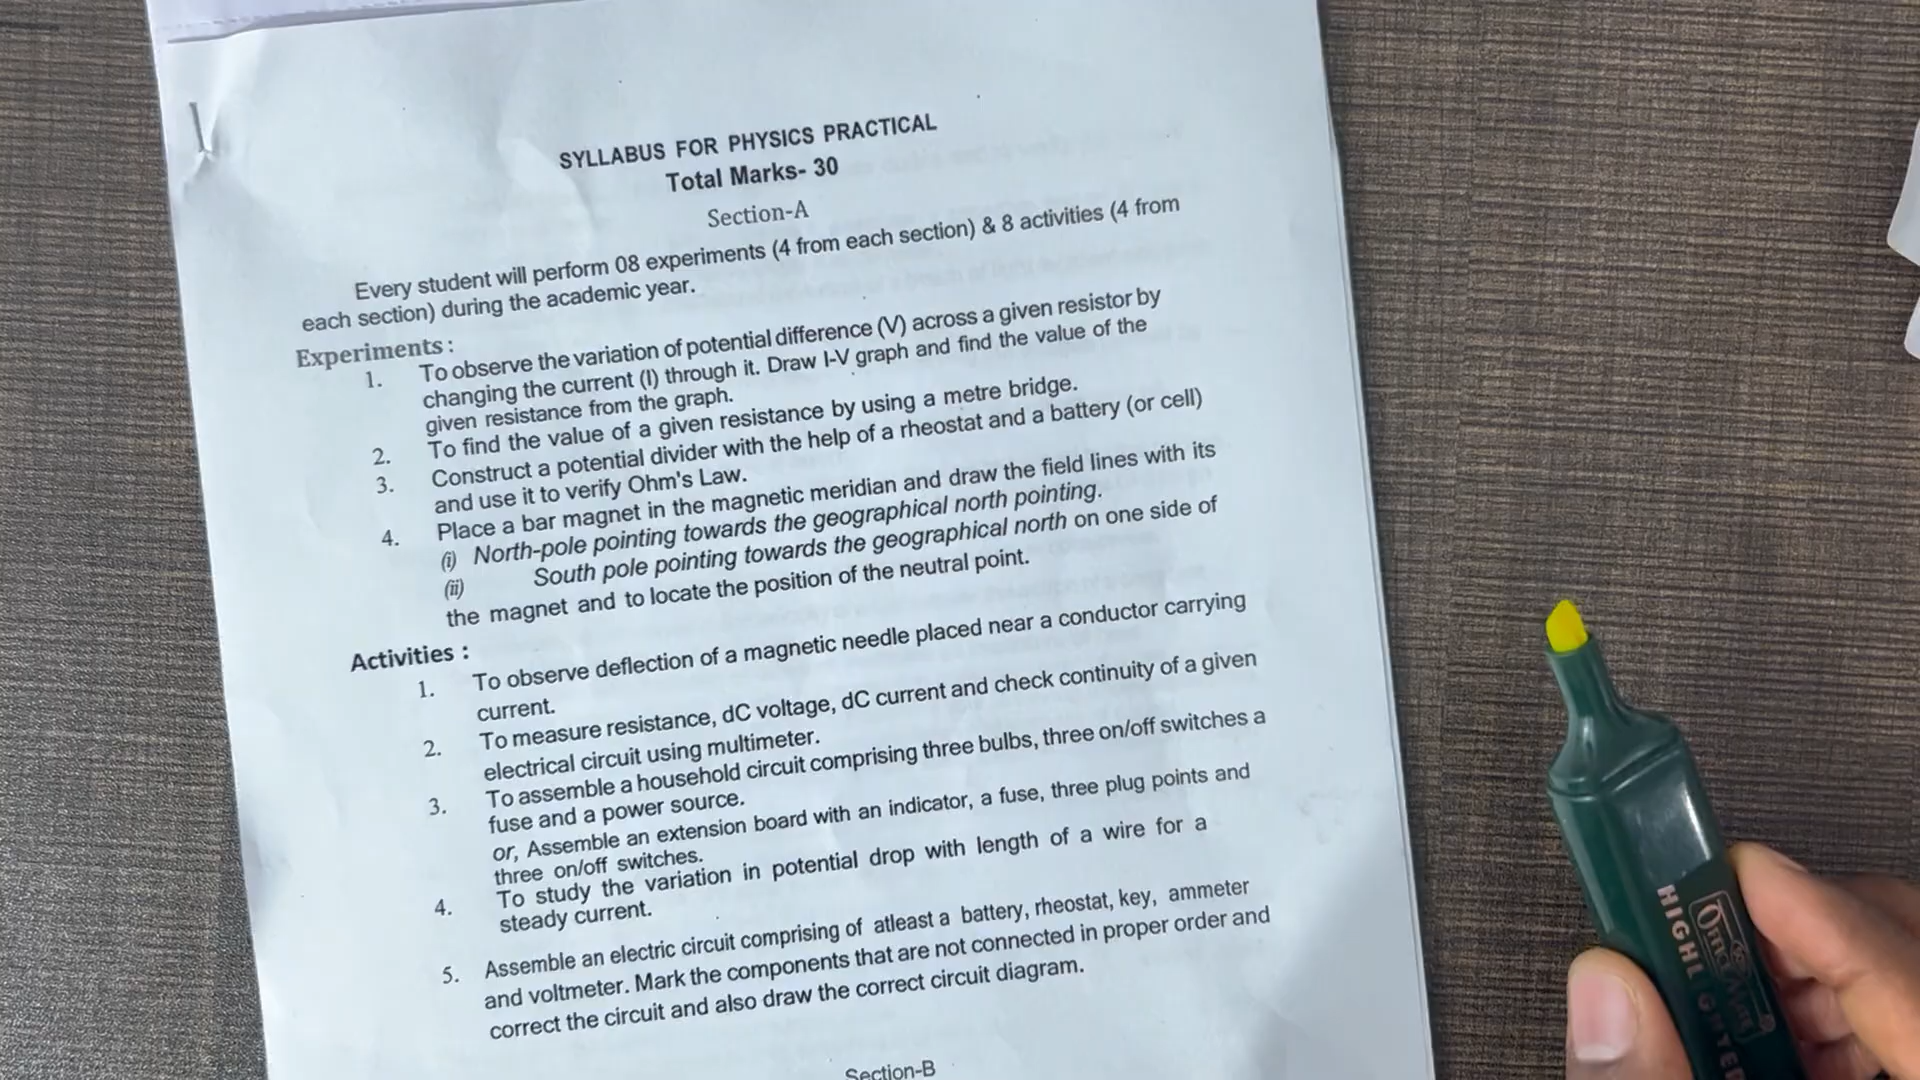 SYLLABUS FOR PHYSICS PRACTICAL
Total Marks- 30
Section-A
Every student will perform 08 experiments (4 from each section) & 8 activities (4 from
each section) during the academic year.
Experiments :
1. To observe the variation of potential difference (V) across a given resistor by
changing the current (I) through it. Draw I-V graph and find the value of the
given resistance from the graph.
2. To find the value of a given resistance by using a metre bridge.
3. Construct a potential divider with the help of a rheostat and a battery (or cell)
and use it to verify Ohm's Law.
4. Place a bar magnet in the magnetic meridian and draw the field lines with its
(i) North-pole pointing towards the geographical north pointing.
(ii) South pole pointing towards the geographical north on one side of
the magnet and to locate the position of the neutral point.
Activities :
1. To observe deflection of a magnetic needle placed near a conductor carrying
current.
2. To measure resistance, dC voltage, dC current and check continuity of a given
electrical circuit using multimeter.
3. To assemble a household circuit comprising three bulbs, three on/off switches a
fuse and a power source.
or, Assemble an extension board with an indicator, a fuse, three plug points and
three on/off switches.
4. To study the variation in potential drop with length of a wire for a
steady current.
5. Assemble an electric circuit comprising of atleast a battery, rheostat, key, ammeter
and voltmeter. Mark the components that are not connected in proper order and
correct the circuit and also draw the correct circuit diagram.
Section-B